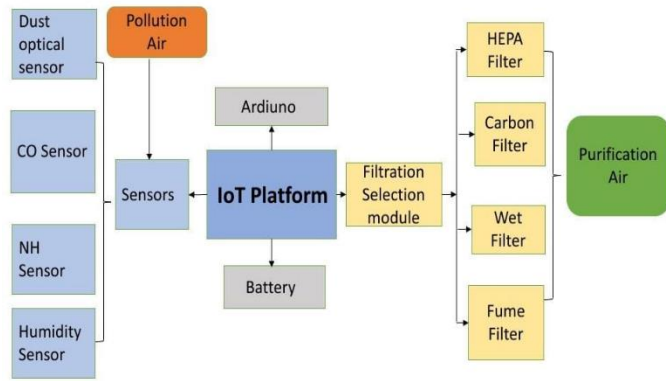 Dust
optical
sensor
CO Sensor
NH
Sensor
Humidity
Sensor
Pollution
Air
Sensors
Ardiuno
IoT Platform
Battery
Filtration
Selection
module
HEPA
Filter
Carbon
Filter
Wet
Filter
Fume
Filter
Purification
Air